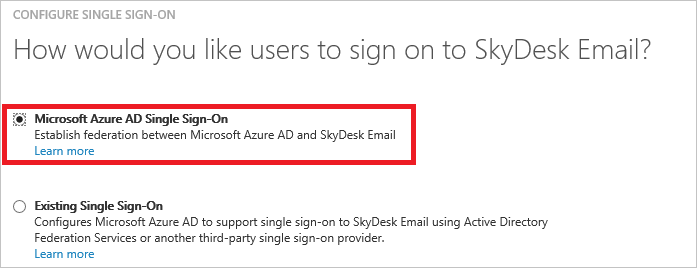 CONFIGURE SINGLE SIGN-ON
How would you like users to sign on to SkyDesk Email?
Microsoft Azure AD Single Sign-On
Establish federation between Microsoft Azure AD and SkyDesk Email
Learn more
Existing Single Sign-On
Configures Microsoft Azure AD to support single sign-on to SkyDesk Email using Active Directory
Federation Services or another third-party single sign-on provider.
Learn more